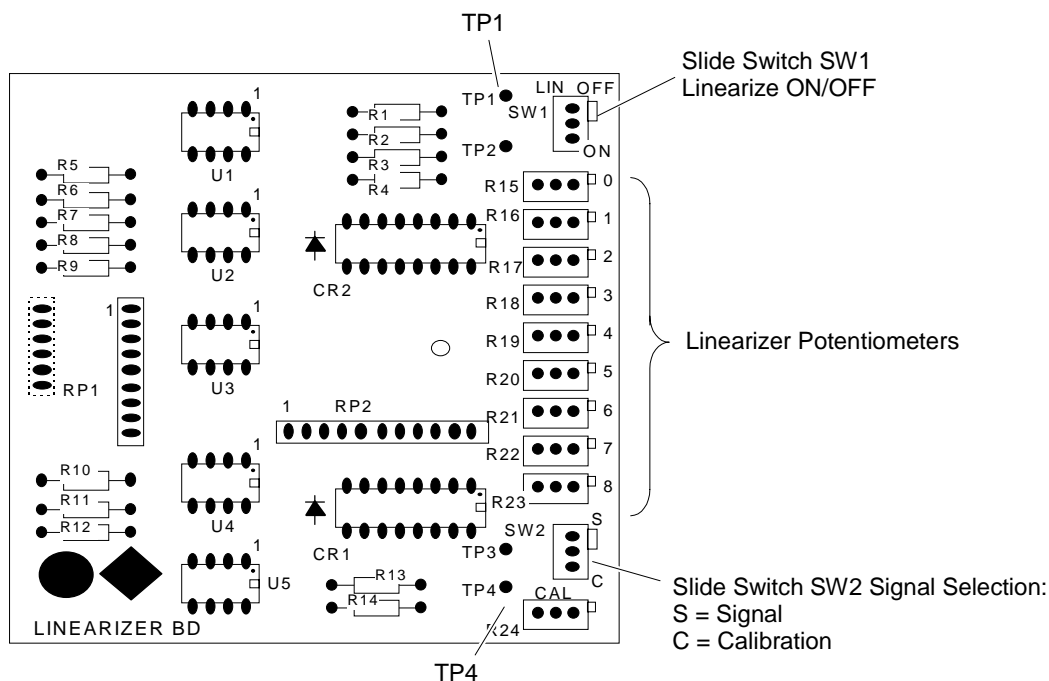 TP1
Slide Switch SW1
Linearize ON/OFF
LIN OFF
TP1
SW1
ON
TP2
1
R1
R2
R3
R4
U1
R5
R6
R7
R8
R9
1
U2
CR2
R15 0
R16 1
R17 2
R18 3
R19 4
R20 5
R21 6
R22 7
R23 8
Linearizer Potentiometers
1
RP1
1
U3
1 RP2
R10
R11
R12
1
U4
CR1
1
U5
R13
R14
SW2 S
C
TP3
TP4
CAL
R24
Slide Switch SW2 Signal Selection:
S = Signal
C = Calibration
LINEARIZER BD
TP4